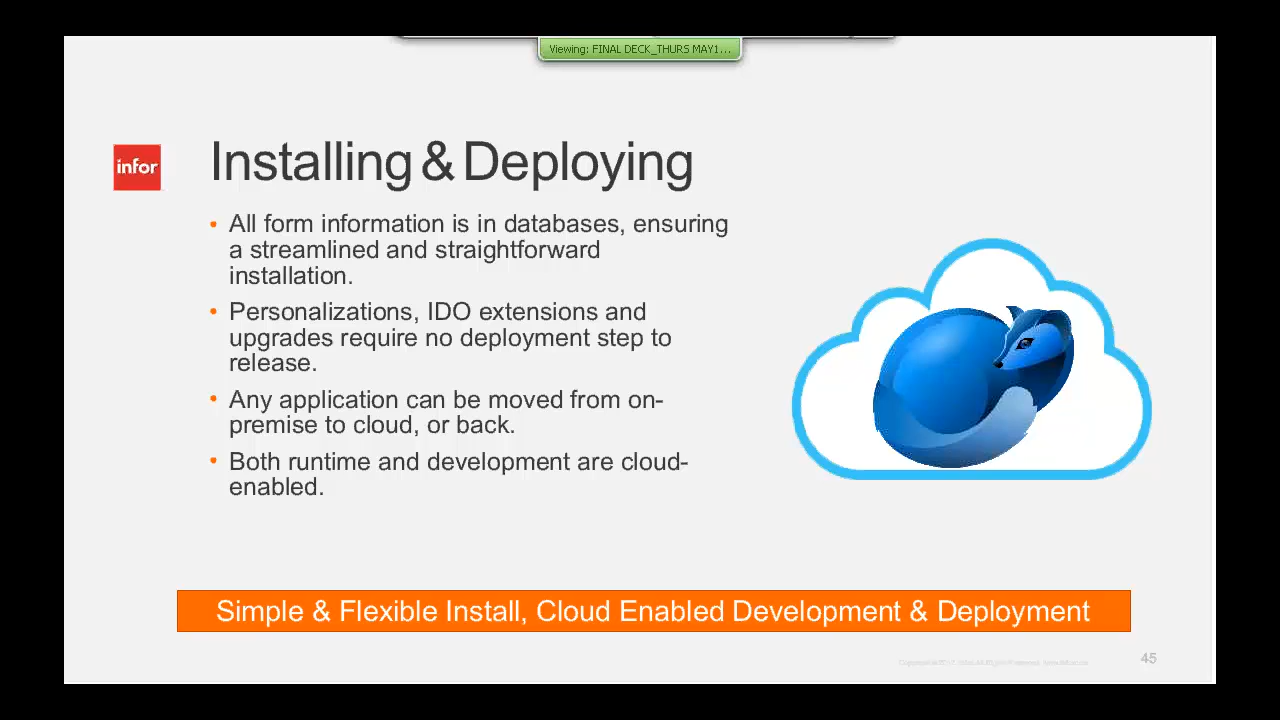 Viewing: FINAL DECK_THURS MAY1...
infor
Installing & Deploying
• All form information is in databases, ensuring
a streamlined and straightforward
installation.
• Personalizations, IDO extensions and
upgrades require no deployment step to
release.
• Any application can be moved from on-
premise to cloud, or back.
• Both runtime and development are cloud-
enabled.
Simple & Flexible Install, Cloud Enabled Development & Deployment
45